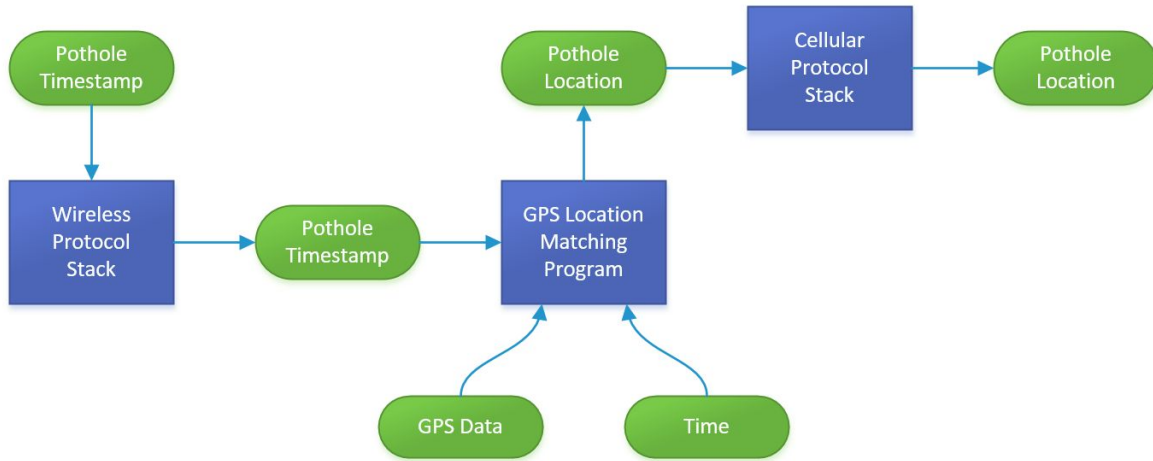 Pothole
Timestamp
Wireless
Protocol
Stack
Pothole
Timestamp
GPS Location
Matching
Program
GPS Data
Time
Pothole
Location
Cellular
Protocol
Stack
Pothole
Location